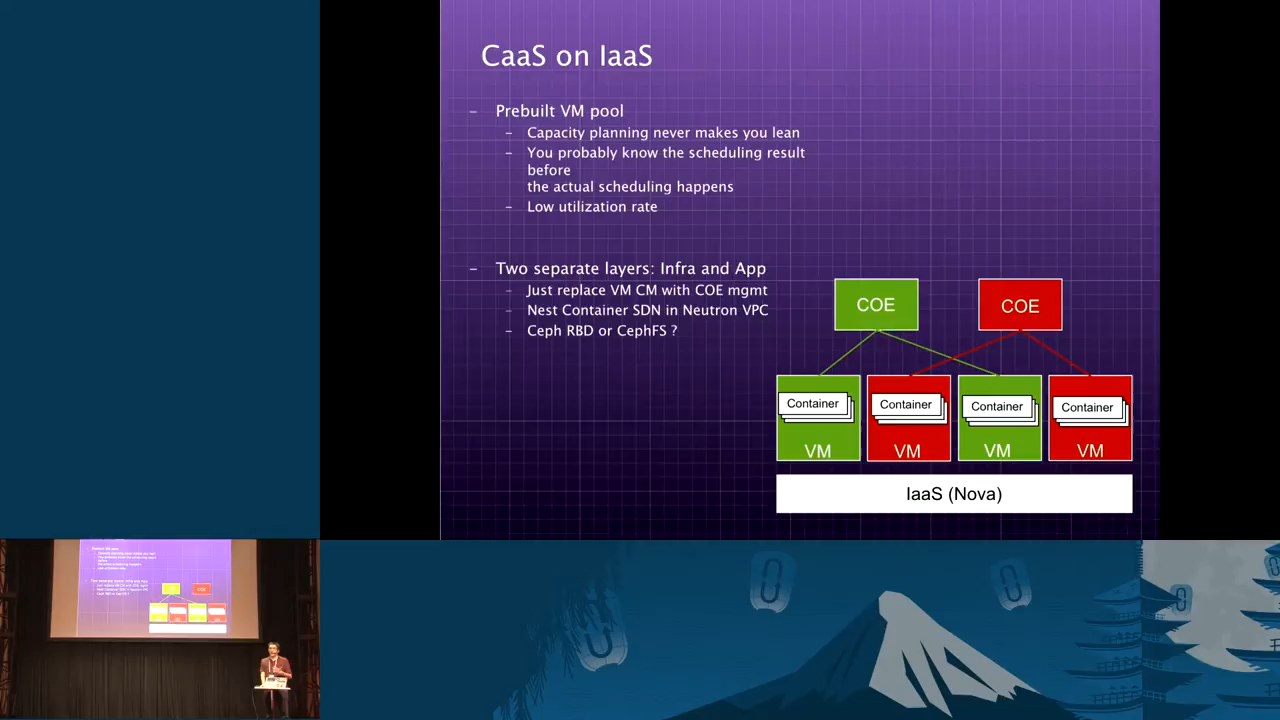 CaaS on IaaS
– Prebuilt VM pool
– Capacity planning never makes you lean
– You probably know the scheduling result
before
the actual scheduling happens
– Low utilization rate
– Two separate layers: Infra and App
– Just replace VM CM with COE mgmt
– Nest Container SDN in Neutron VPC
– Ceph RBD or CephFS ?
COE
COE
Container
Container
Container
Container
VM
VM
VM
VM
IaaS (Nova)